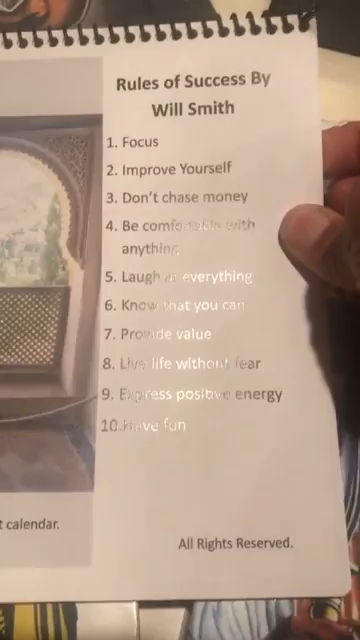 Rules of Success By
Will Smith
1. Focus
2. Improve Yourself
3. Don't chase money
4. Be comfortable with
anything
5. Laugh at everything
6. Know that you can
7. Provide value
8. Live life without fear
9. Express positive energy
10. Have fun
t calendar.
All Rights Reserved.